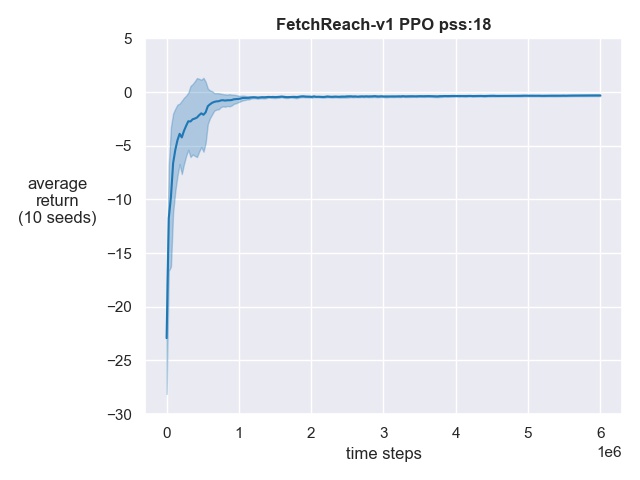 FetchReach-v1 PPO pss:18
5
0
−5
−10
−15
−20
−25
−30
average
return
(10 seeds)
0 1 2 3 4 5 6
1e6
time steps